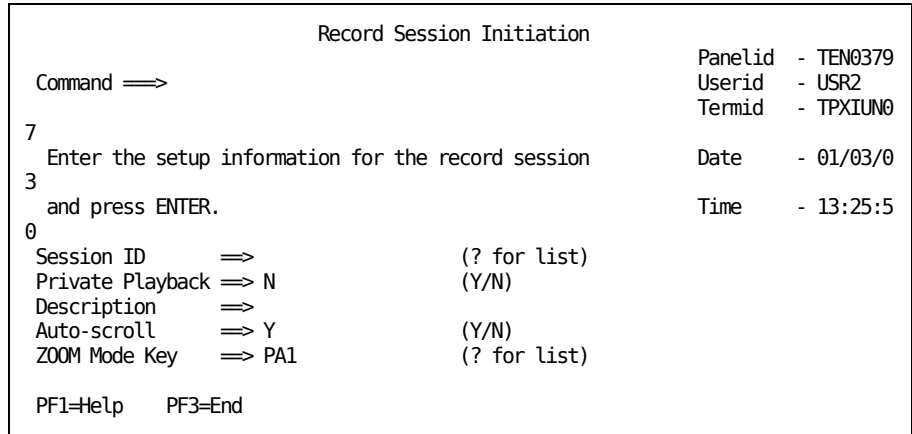 Record Session Initiation
Panelid - TEN0379
Command ===> Userid - USR2
Termid - TPXIUN0
7
Enter the setup information for the record session Date - 01/03/0
3
and press ENTER. Time - 13:25:5
0
Session ID ==> (? for list)
Private Playback ==> N (Y/N)
Description ==>
Auto-scroll ==> Y (Y/N)
ZOOM Mode Key ==> PA1 (? for list)
PF1=Help PF3=End